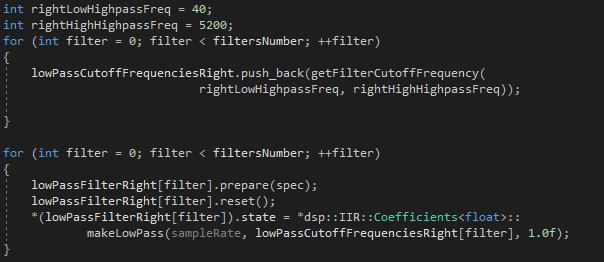 int rightLowHighpassFreq = 40;
int rightHighHighpassFreq = 5200;
for (int filter = 0; filter < filtersNumber; ++filter)
{
lowPassCutoffFrequenciesRight.push_back(getFilterCutoffFrequency(
rightLowHighpassFreq, rightHighHighpassFreq));
}
for (int filter = 0; filter < filtersNumber; ++filter)
{
lowPassFilterRight[filter].prepare(spec);
lowPassFilterRight[filter].reset();
*(lowPassFilterRight[filter]).state = *dsp::IIR::Coefficients<float>::
makeLowPass(sampleRate, lowPassCutoffFrequenciesRight[filter], 1.0f);
}